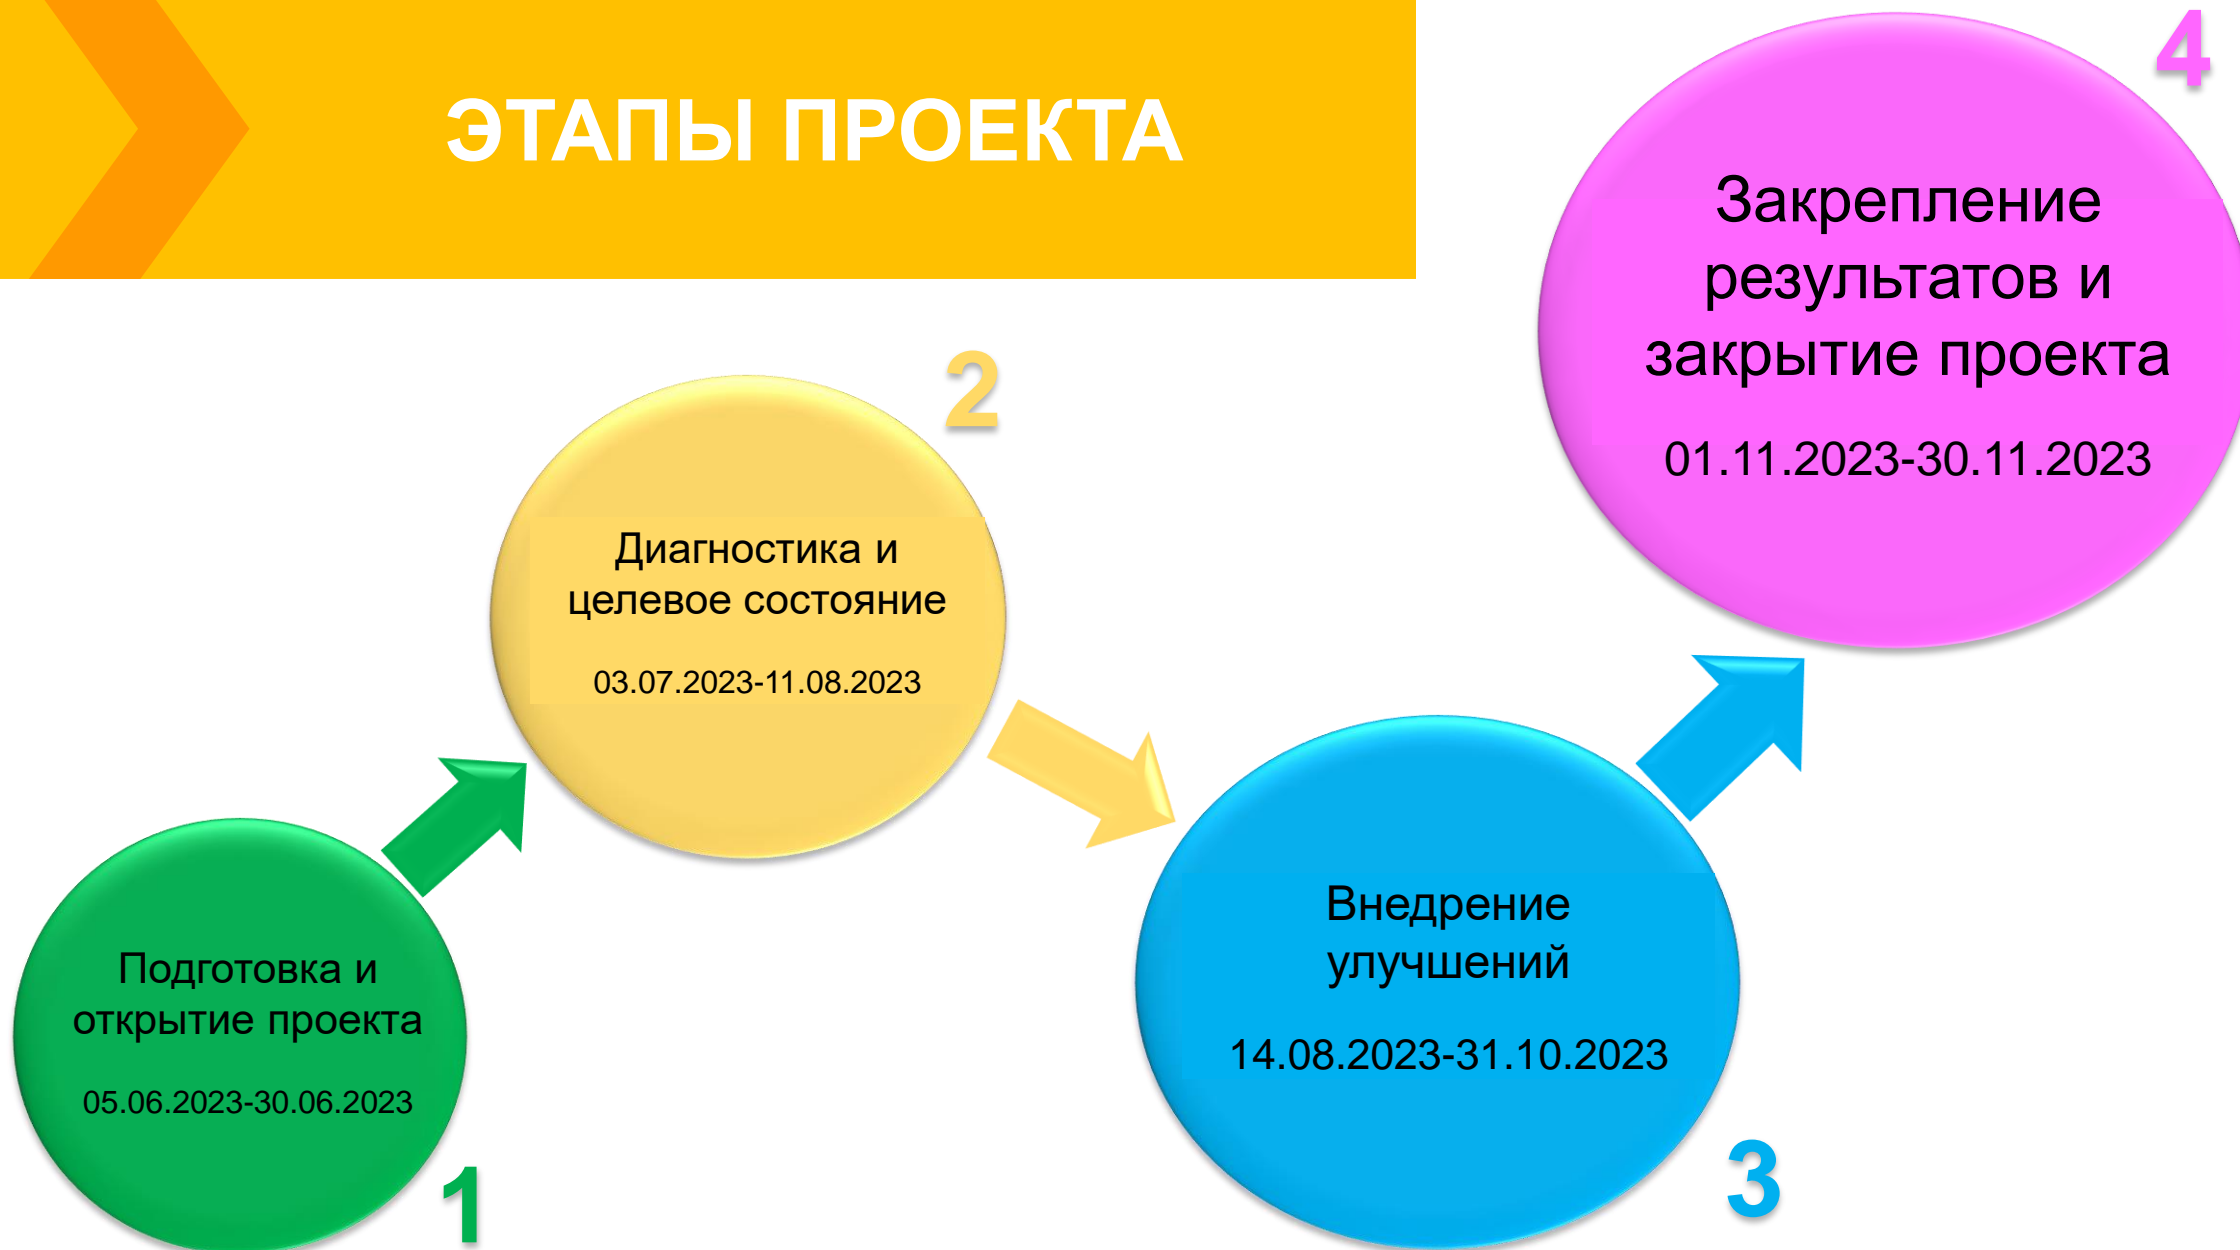 ЭТАПЫ ПРОЕКТА
1
Подготовка и
открытие проекта
05.06.2023-30.06.2023
2
Диагностика и
целевое состояние
03.07.2023-11.08.2023
3
Внедрение
улучшений
14.08.2023-31.10.2023
4
Закрепление
результатов и
закрытие проекта
01.11.2023-30.11.2023